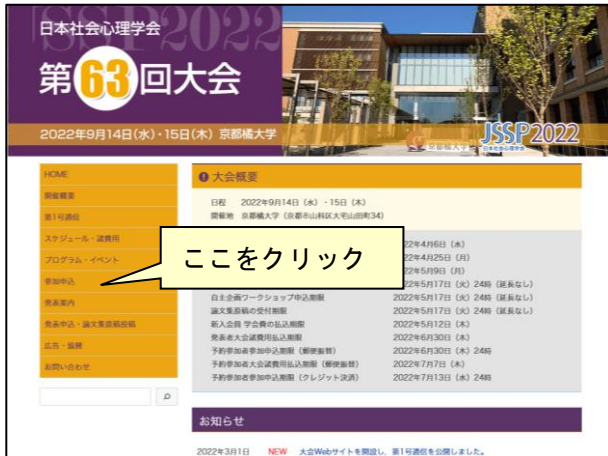 日本社会心理学会
第63回大会
2022年9月14日(水)・15日(木) 京都橘大学
京都橘大学
JSSP2022
日本社会心理学会
HOME
開催概要
第1号通信
スケジュール・諸費用
プログラム・イベント
参加申込
発表案内
発表申込・論文集原稿投稿
広告・協賛
お問い合わせ
大会概要
日程 2022年9月14日(水)・15日(木)
開催地 京都橘大学(京都市山科区大宅山田町34)
ここをクリック
22年4月6日(水)
22年4月25日(月)
22年5月9日(月)
22年5月17日(火)24時(延長なし)
自主企画ワークショップ申込期限 2022年5月17日(火)24時(延長なし)
論文集原稿の受付期限 2022年5月17日(火)24時(延長なし)
新入会員 学会費の払込期限 2022年5月12日(木)
発表者大会諸費用払込期限 2022年6月30日(木)
予約参加者参加申込期限(郵便振替) 2022年6月30日(木)24時
予約参加者大会諸費用払込期限(郵便振替) 2022年7月7日(木)
予約参加者参加申込期限(クレジット決済) 2022年7月13日(水)24時
お知らせ
2022年3月1日 NEW 大会Webサイトを開設し、第1号通信を公開しました。